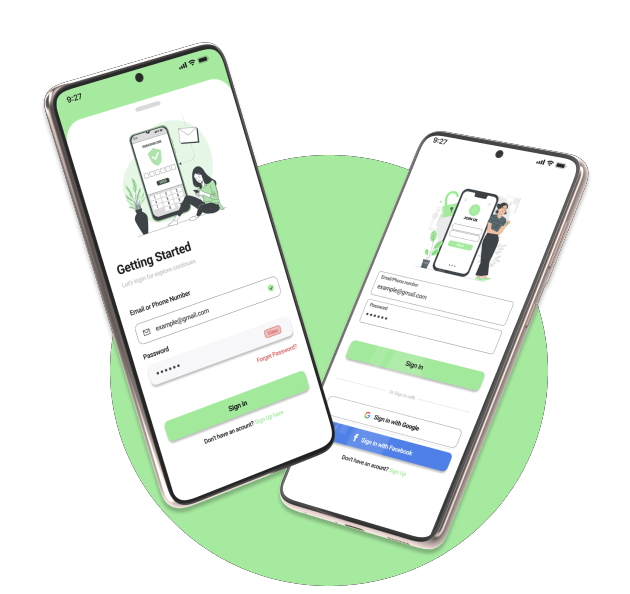 9:27
Getting Started
Let's login for explore continues
Email or Phone Number
example@gmail.com
Password
View
Forget Password?
Sign in
Don't have an acount? Sign Up here
9:27
JOIN US
Email/Phone number
example@gmail.com
Password
Sign in
Or Sign in with
Sign in with Google
Sign in with Facebook
Don't have an acount? Sign Up